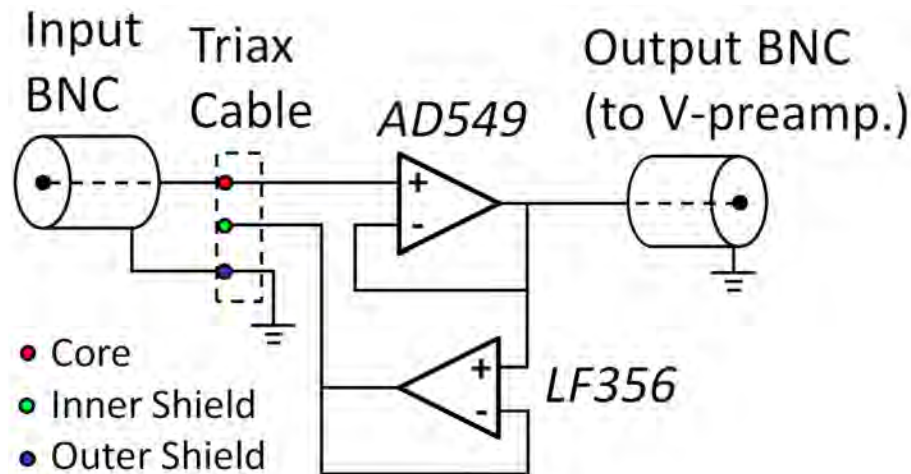 Input
BNC
Triax
Cable
AD549
Output BNC
(to V-preamp.)
+
-
+
-
LF356
Core
Inner Shield
Outer Shield